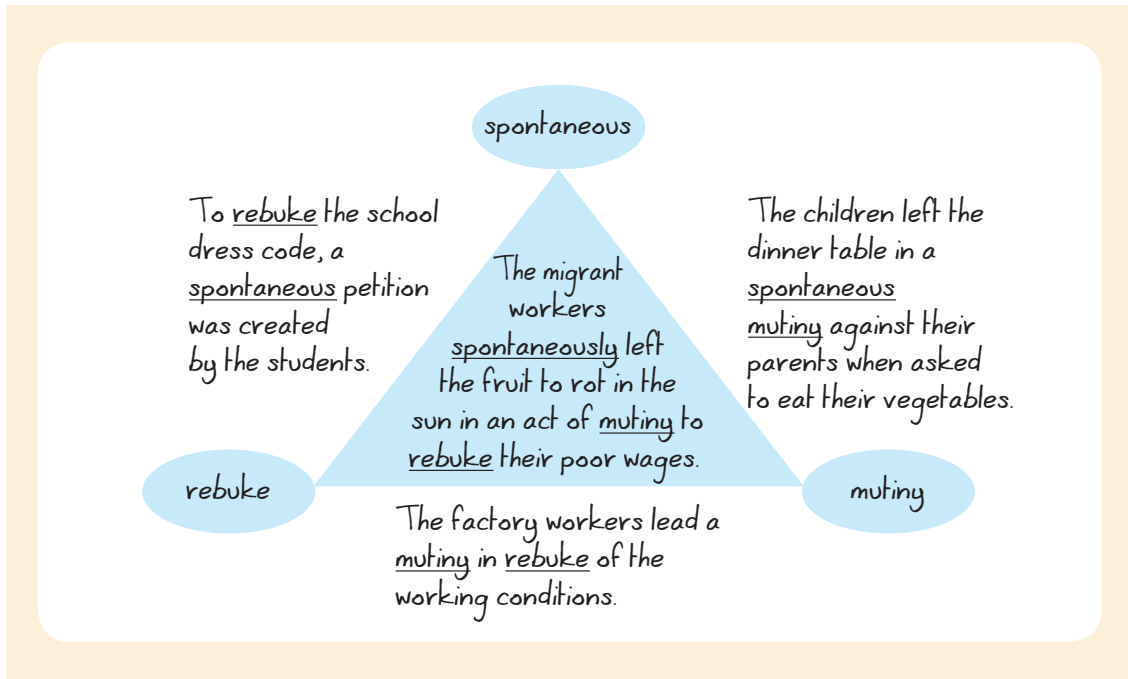 spontaneous
To rebuke the school
dress code, a
spontaneous petition
was created
by the students.
The migrant
workers
spontaneously left
the fruit to rot in the
sun in an act of mutiny to
rebuke their poor wages.
The children left the
dinner table in a
spontaneous
mutiny against their
parents when asked
to eat their vegetables.
rebuke
mutiny
The factory workers lead a
mutiny in rebuke of the
working conditions.